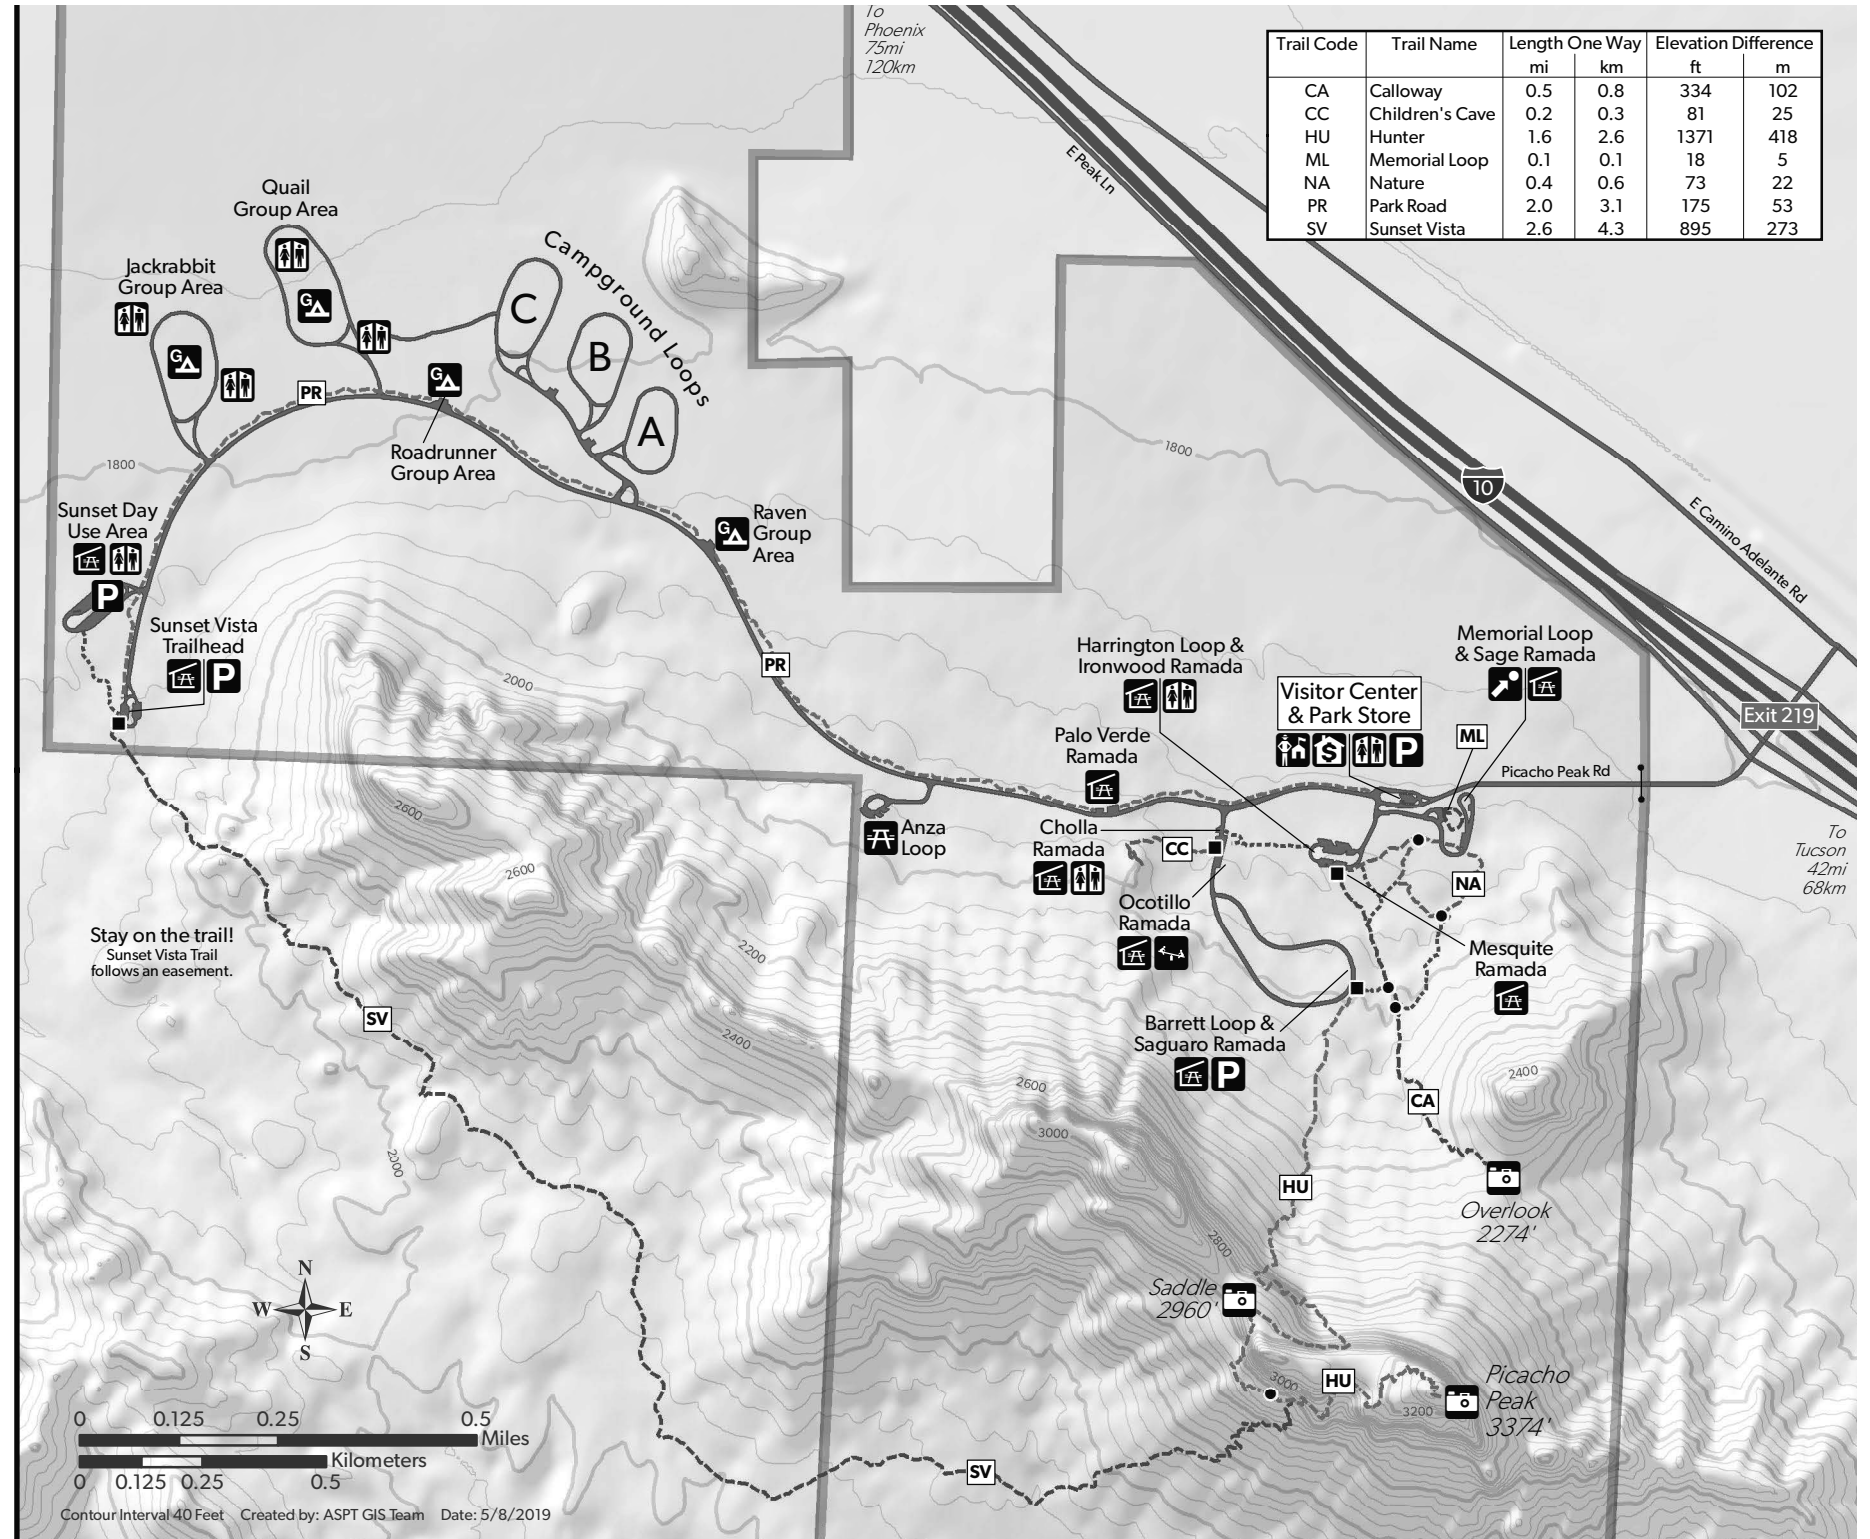 To
Phoenix
75mi
120km
Trail Code Trail Name Length One Way Elevation Difference
mi km ft m
CA Calloway 0.5 0.8 334 102
CC Children's Cave 0.2 0.3 81 25
HU Hunter 1.6 2.6 1371 418
ML Memorial Loop 0.1 0.1 18 5
NA Nature 0.4 0.6 73 22
PR Park Road 2.0 3.1 175 53
SV Sunset Vista 2.6 4.3 895 273
E Peak Ln
Quail
Group Area
G
Jackrabbit
Group Area
G
Campground Loops
C
B
A
PR
G
Roadrunner
Group Area
1800
1800
10
E Camino Adelante Rd
Sunset Day
Use Area
P
G
Raven
Group
Area
Sunset Vista
Trailhead
P
2000
PR
Harrington Loop &
Ironwood Ramada
Memorial Loop
& Sage Ramada
Visitor Center
& Park Store
$
P
ML
Exit 219
Palo Verde
Ramada
Picacho Peak Rd
2600
Anza
Loop
Cholla
Ramada
CC
To
Tucson
42mi
68km
2600
NA
Ocotillo
Ramada
Stay on the trail!
Sunset Vista Trail
follows an easement.
2200
Mesquite
Ramada
SV
2400
Barrett Loop &
Saguaro Ramada
P
2400
2600
CA
3000
2000
HU
Overlook
2274'
2800
N
W E
S
Saddle
2960'
3000
HU
3200
Picacho
Peak
3374'
0 0.125 0.25 0.5
Miles
Kilometers
0 0.125 0.25 0.5
SV
Contour Interval 40 Feet Created by: ASPT GIS Team Date: 5/8/2019